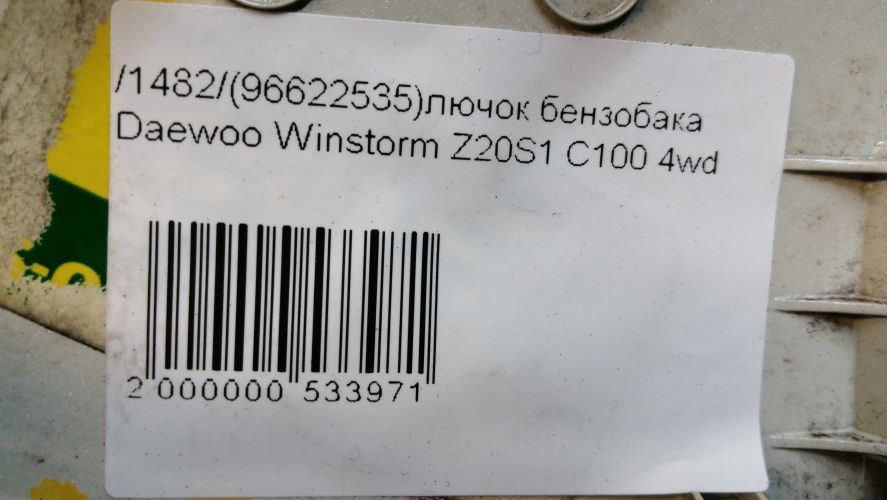 /1482/(96622535)лючок бензобака
Daewoo Winstorm Z20S1 C100 4wd
2 000000 533971